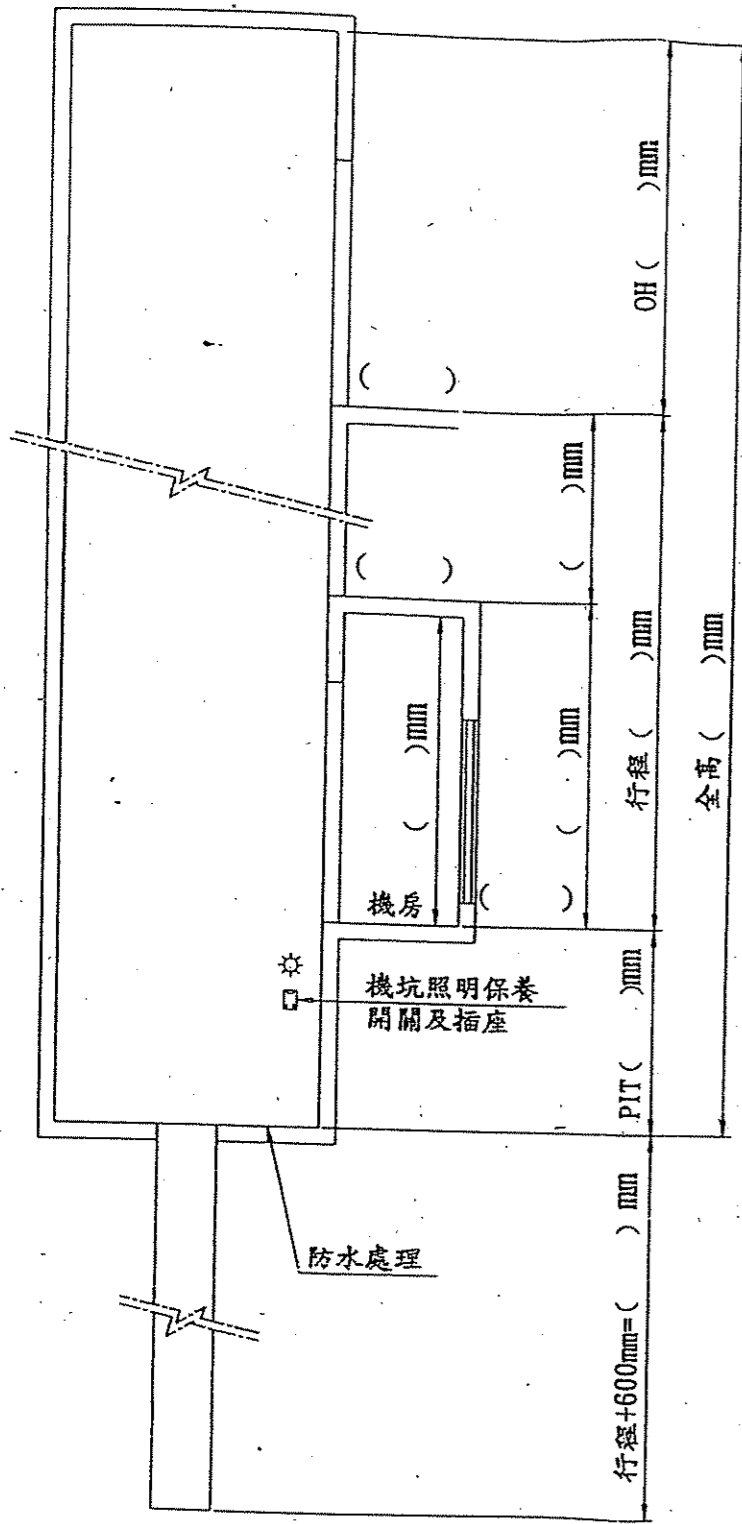 OH (　　)mm
(　　)
(　　)mm
(　　)
行程 (　　)mm
全高 (　　)mm
(　　)mm
(　　)mm
(　　)
機房
機坑照明保養
開關及插座
PIT (　　)mm
防水處理
行程+600mm=(　　) mm